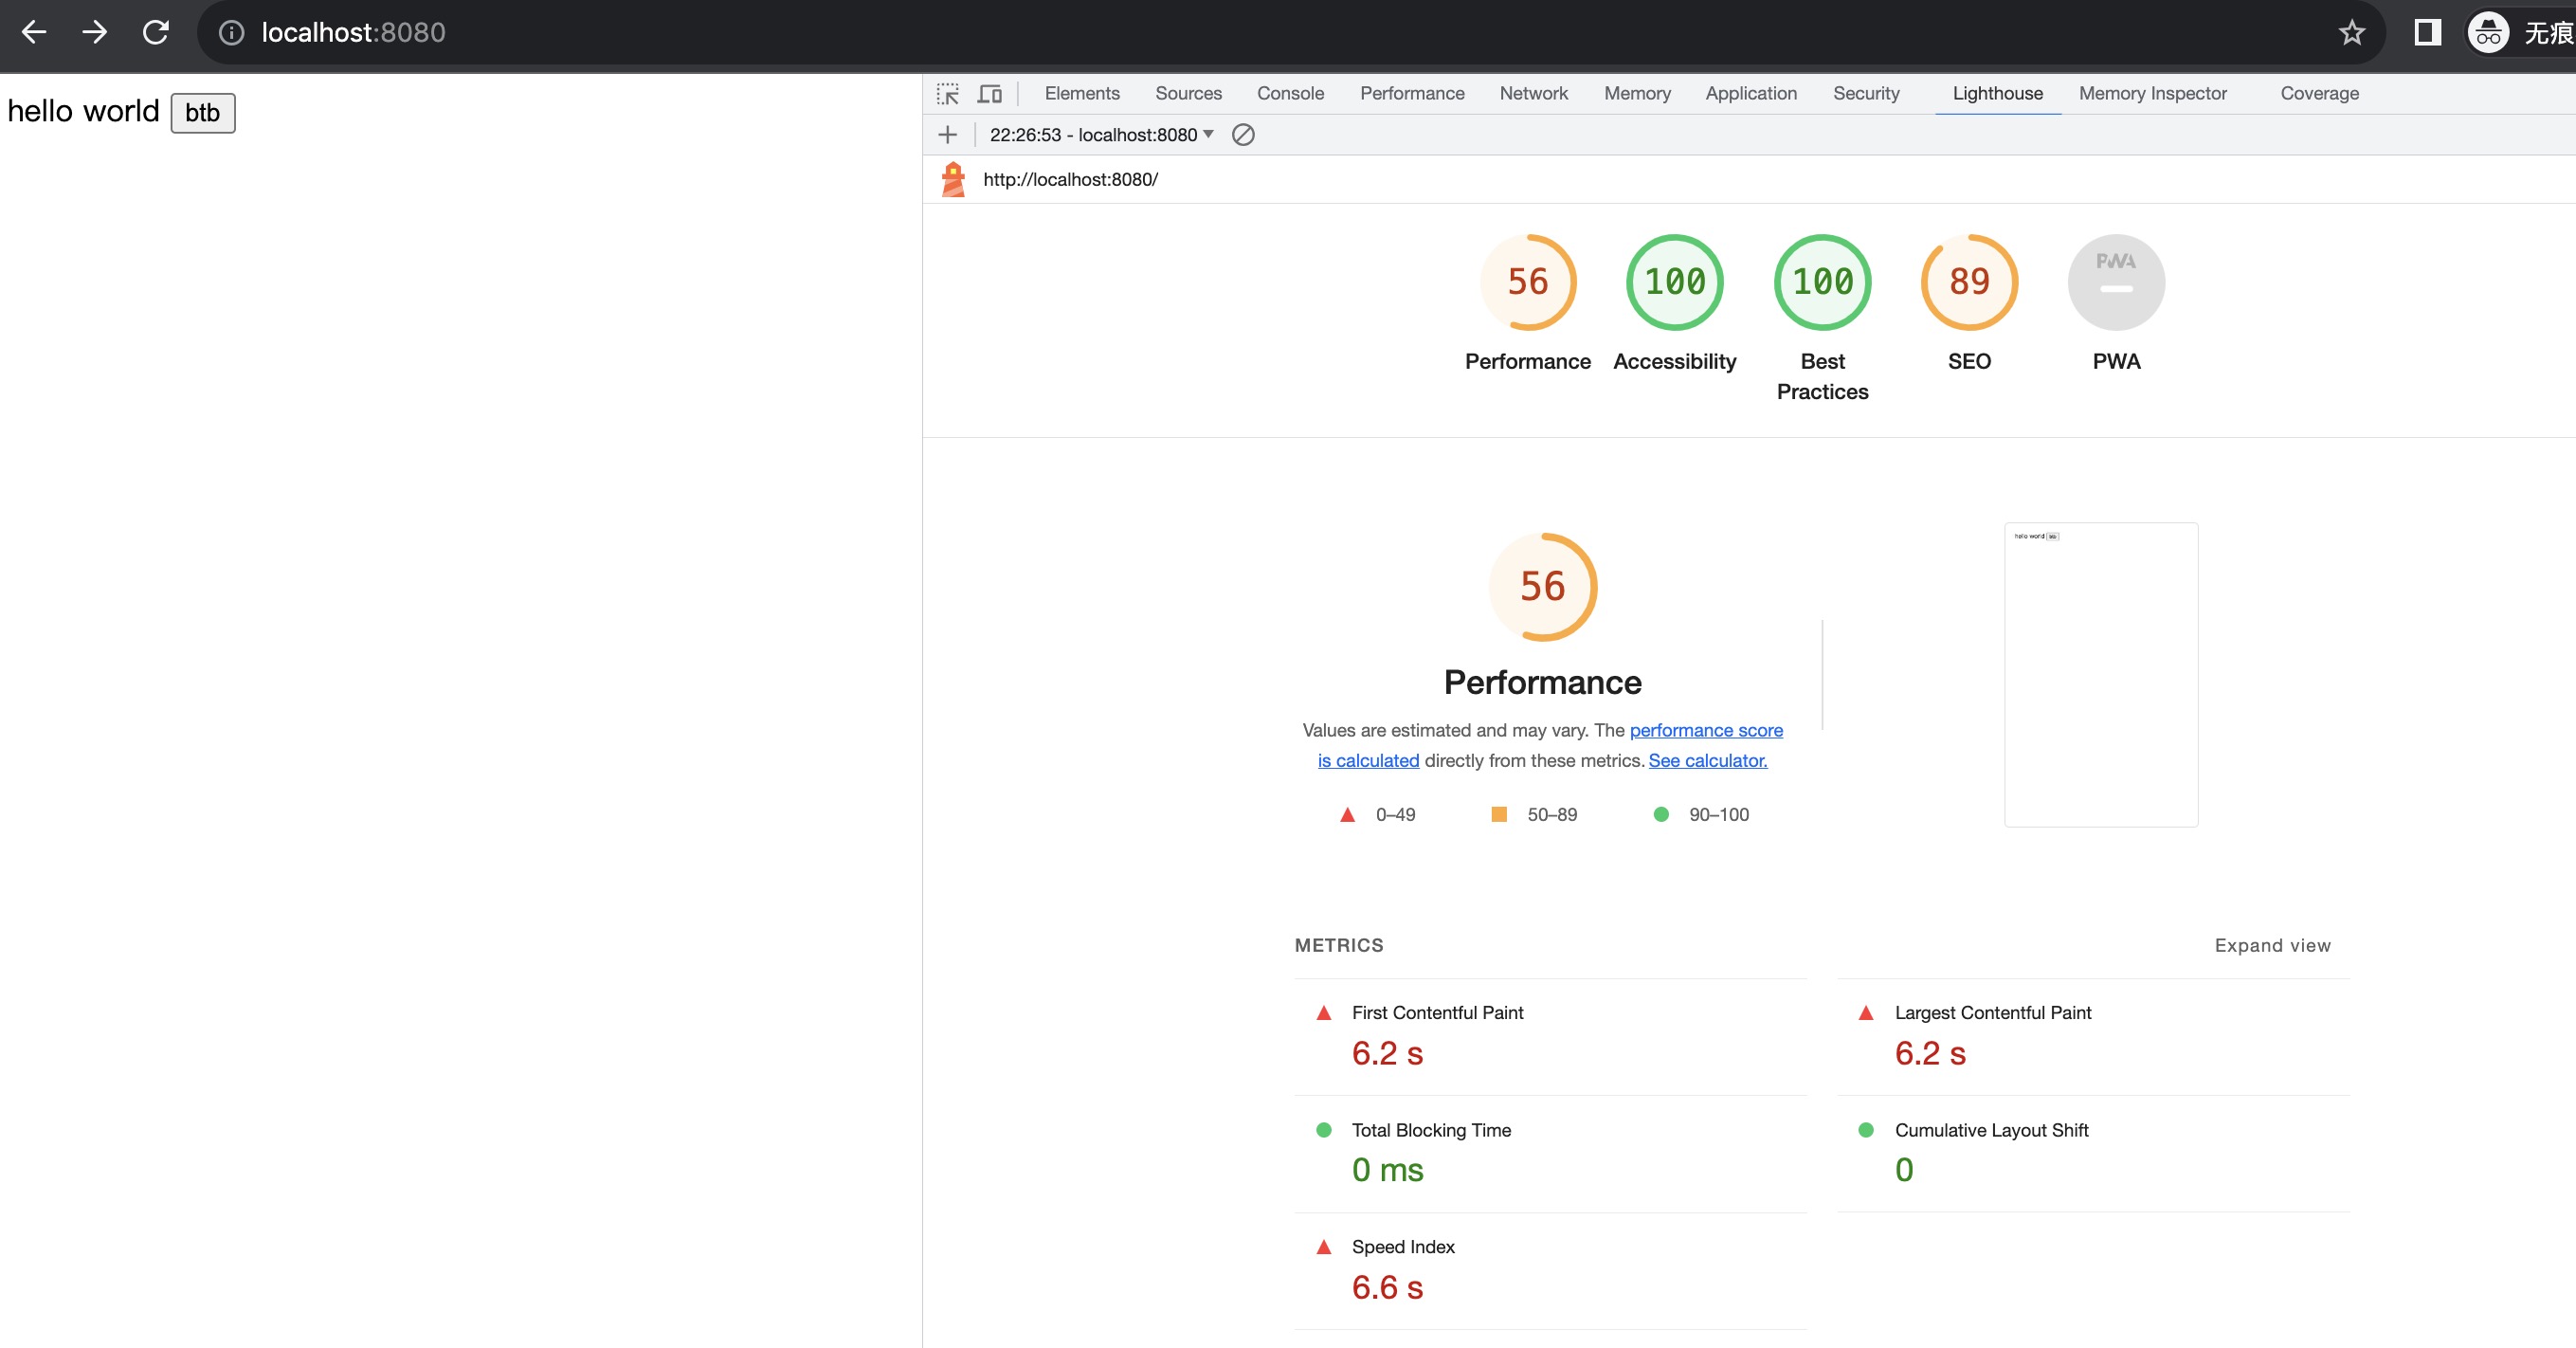 localhost:8080
无痕
hello world btb
Elements Sources Console Performance Network Memory Application Security Lighthouse Memory Inspector Coverage
22:26:53 - localhost:8080
http://localhost:8080/
56 100 100 89 PWA
Performance Accessibility Best Practices SEO PWA
56
Performance
Values are estimated and may vary. The performance score
is calculated directly from these metrics. See calculator.
0–49 50–89 90–100
hello world btb
METRICS Expand view
First Contentful Paint
6.2 s
Largest Contentful Paint
6.2 s
Total Blocking Time
0 ms
Cumulative Layout Shift
0
Speed Index
6.6 s